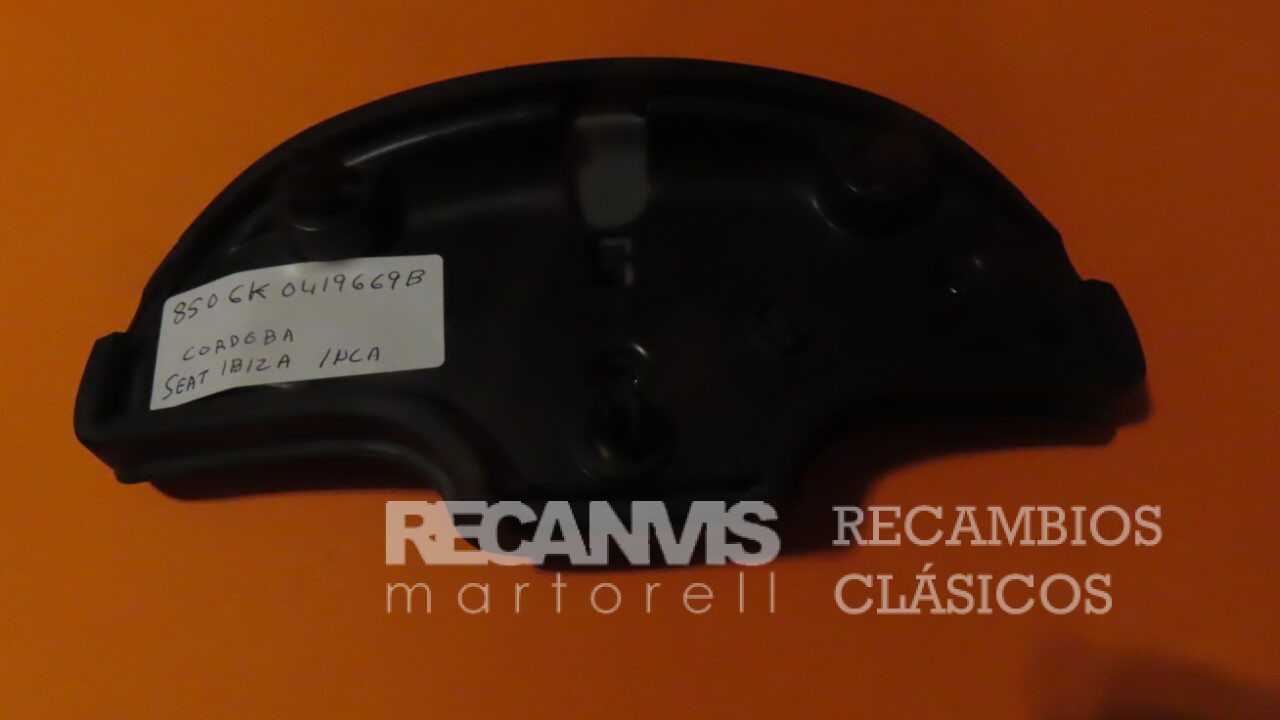 850 6K 0419669B
CORDOBA
SEAT IBIZA INCA
RECANVIS
martorell
RECAMBIOS
CLÁSICOS